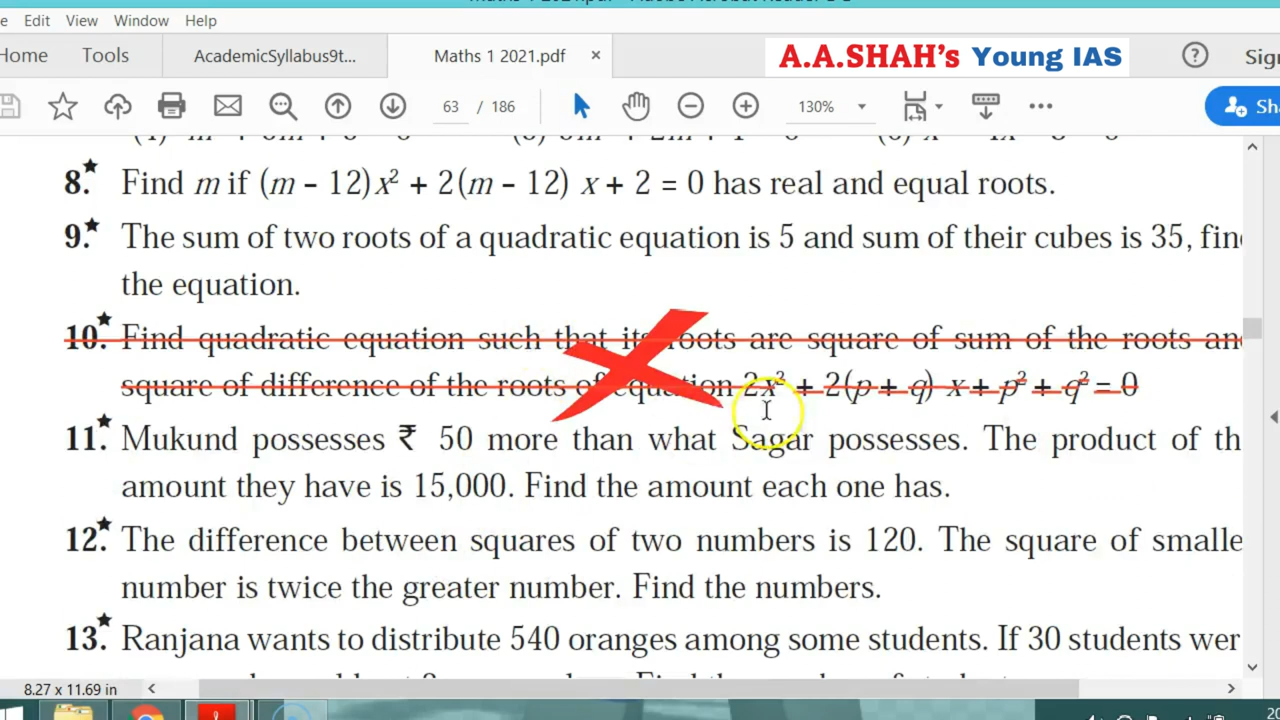 Edit View Window Help
Home Tools AcademicSyllabus9t... Maths 1 2021.pdf × A.A.SHAH's Young IAS ? Sig
63 / 186 130% Sh
8.★ Find m if (m – 12)x² + 2(m – 12) x + 2 = 0 has real and equal roots.
9.★ The sum of two roots of a quadratic equation is 5 and sum of their cubes is 35, find
the equation.
10.★ Find quadratic equation such that its roots are square of sum of the roots and
square of difference of the roots of equation 2x² + 2(p + q) x + p² + q² = 0
11.★ Mukund possesses ₹ 50 more than what Sagar possesses. The product of th
amount they have is 15,000. Find the amount each one has.
12.★ The difference between squares of two numbers is 120. The square of smalle
number is twice the greater number. Find the numbers.
13.★ Ranjana wants to distribute 540 oranges among some students. If 30 students wer
8.27 x 11.69 in